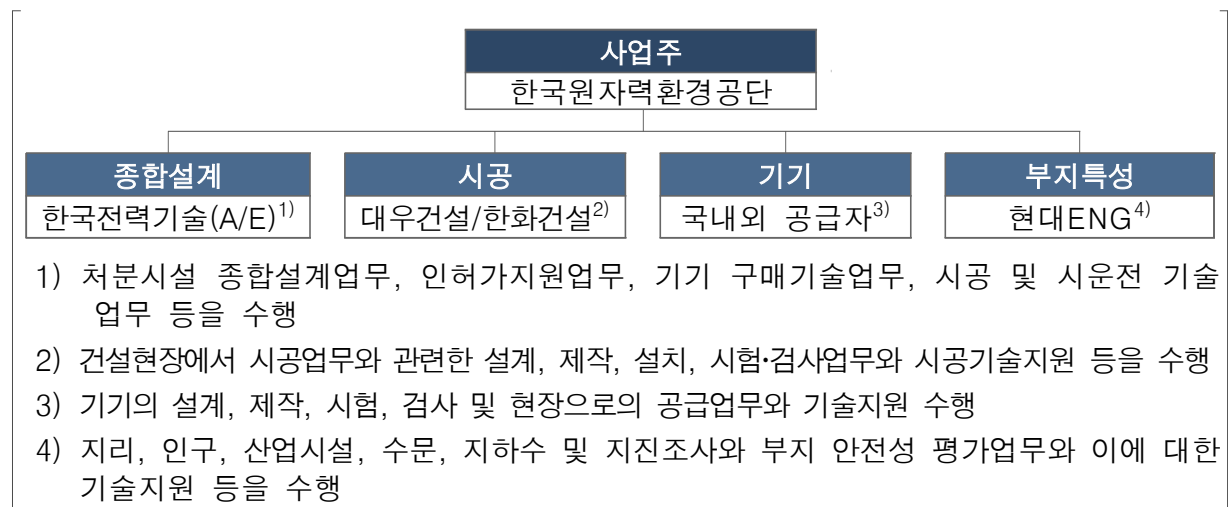 사업주
한국원자력환경공단
종합설계 시공 기기 부지특성
한국전력기술(A/E)1) 대우건설/한화건설2) 국내외 공급자3) 현대ENG4)
1) 처분시설 종합설계업무, 인허가지원업무, 기기 구매기술업무, 시공 및 시운전 기술
업무 등을 수행
2) 건설현장에서 시공업무와 관련한 설계, 제작, 설치, 시험·검사업무와 시공기술지원 등을 수행
3) 기기의 설계, 제작, 시험, 검사 및 현장으로의 공급업무와 기술지원 수행
4) 지리, 인구, 산업시설, 수문, 지하수 및 지진조사와 부지 안전성 평가업무와 이에 대한
기술지원 등을 수행